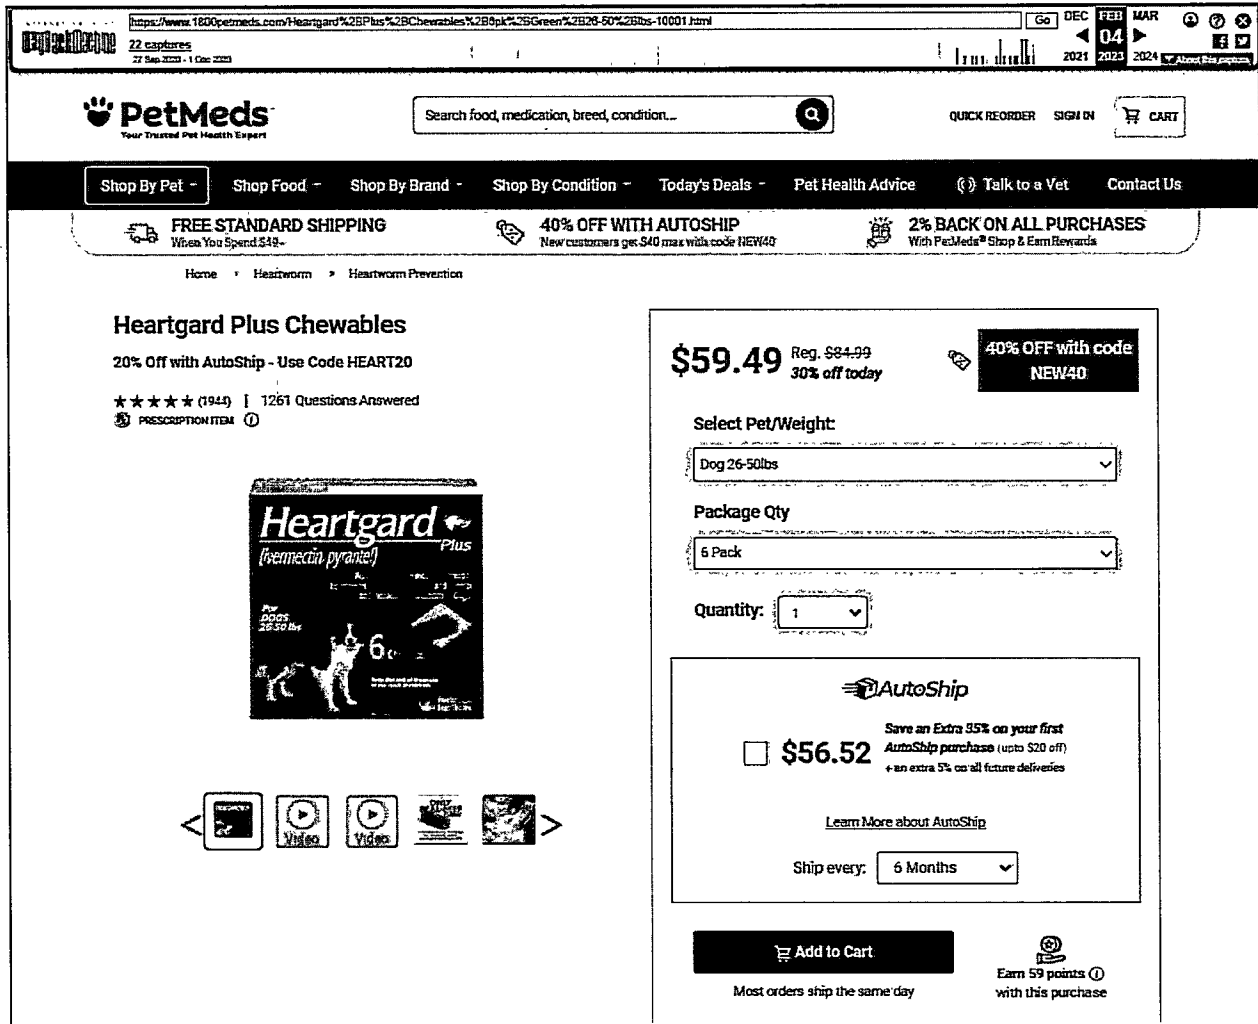 https://www.1800petmeds.com/Heartgard%2BPlus%2BChewables%2B6pk%2BGreen%2B26-50%2Blbs-10001.html
Go
DEC FEB MAR
22 captures
04
27 Sep 2020 - 1 Dec 2023
2021 2023 2024
About this capture
PetMeds
Your Trusted Pet Health Expert
Search food, medication, breed, condition...
QUICK REORDER SIGN IN CART
Shop By Pet Shop Food Shop By Brand Shop By Condition Today's Deals Pet Health Advice Talk to a Vet Contact Us
FREE STANDARD SHIPPING
When You Spend $49+
40% OFF WITH AUTOSHIP
New customers get $40 max with code NEW40
2% BACK ON ALL PURCHASES
With PetMeds® Shop & Earn Rewards
Home > Heartworm > Heartworm Prevention
Heartgard Plus Chewables
20% Off with AutoShip - Use Code HEART20
★★★★★ (1944) | 1261 Questions Answered
PRESCRIPTION ITEM
Heartgard
Plus
[ivermectin pyrantel]
For
DOGS
26-50 lbs
6
Video
Video
$59.49 Reg. $84.99
30% off today
40% OFF with code
NEW40
Select Pet/Weight:
Dog 26-50lbs
Package Qty
6 Pack
Quantity: 1
AutoShip
$56.52
Save an Extra 35% on your first
AutoShip purchase (upto $20 off)
+ an extra 5% on all future deliveries
Learn More about AutoShip
Ship every: 6 Months
Add to Cart
Most orders ship the same day
Earn 59 points
with this purchase